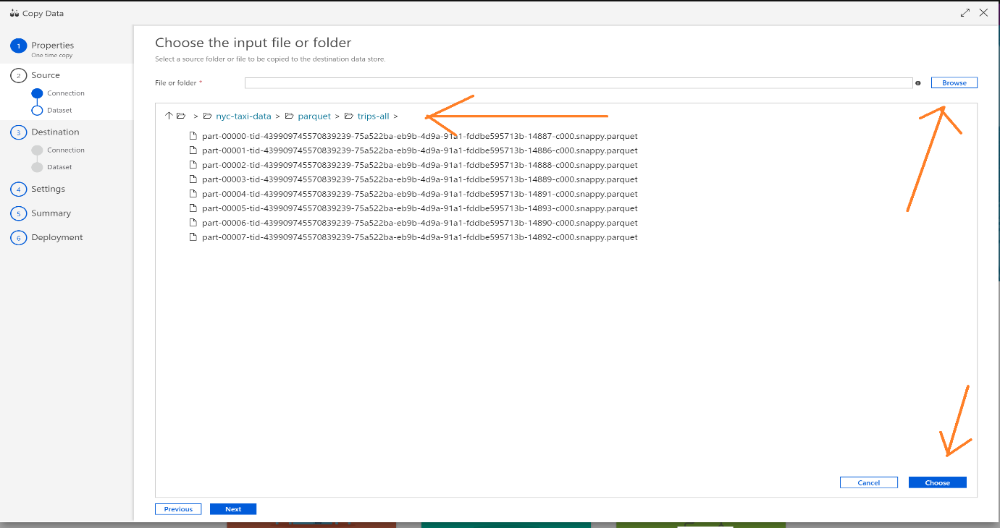 Copy Data
1 Properties
One time copy
2 Source
Connection
Dataset
3 Destination
Connection
Dataset
4 Settings
5 Summary
6 Deployment
Choose the input file or folder
Select a source folder or file to be copied to the destination data store.
File or folder *
Browse
> nyc-taxi-data > parquet > trips-all >
part-00000-tid-439909745570839239-75a522ba-eb9b-4d9a-91a1-fddbe595713b-14887-c000.snappy.parquet
part-00001-tid-439909745570839239-75a522ba-eb9b-4d9a-91a1-fddbe595713b-14886-c000.snappy.parquet
part-00002-tid-439909745570839239-75a522ba-eb9b-4d9a-91a1-fddbe595713b-14888-c000.snappy.parquet
part-00003-tid-439909745570839239-75a522ba-eb9b-4d9a-91a1-fddbe595713b-14889-c000.snappy.parquet
part-00004-tid-439909745570839239-75a522ba-eb9b-4d9a-91a1-fddbe595713b-14891-c000.snappy.parquet
part-00005-tid-439909745570839239-75a522ba-eb9b-4d9a-91a1-fddbe595713b-14893-c000.snappy.parquet
part-00006-tid-439909745570839239-75a522ba-eb9b-4d9a-91a1-fddbe595713b-14890-c000.snappy.parquet
part-00007-tid-439909745570839239-75a522ba-eb9b-4d9a-91a1-fddbe595713b-14892-c000.snappy.parquet
Cancel Choose
Previous Next